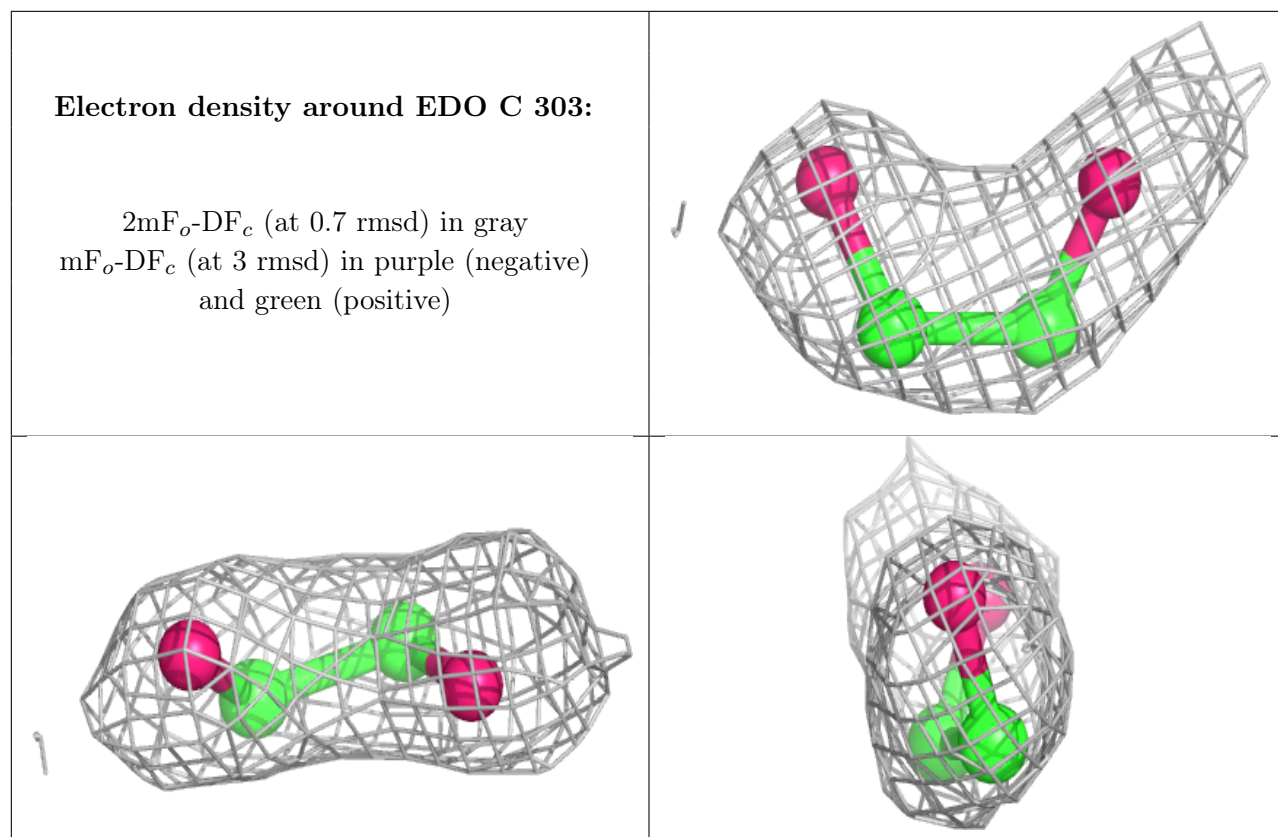 Electron density around EDO C 303:
2mFo-DFc (at 0.7 rmsd) in gray
mFo-DFc (at 3 rmsd) in purple (negative)
and green (positive)